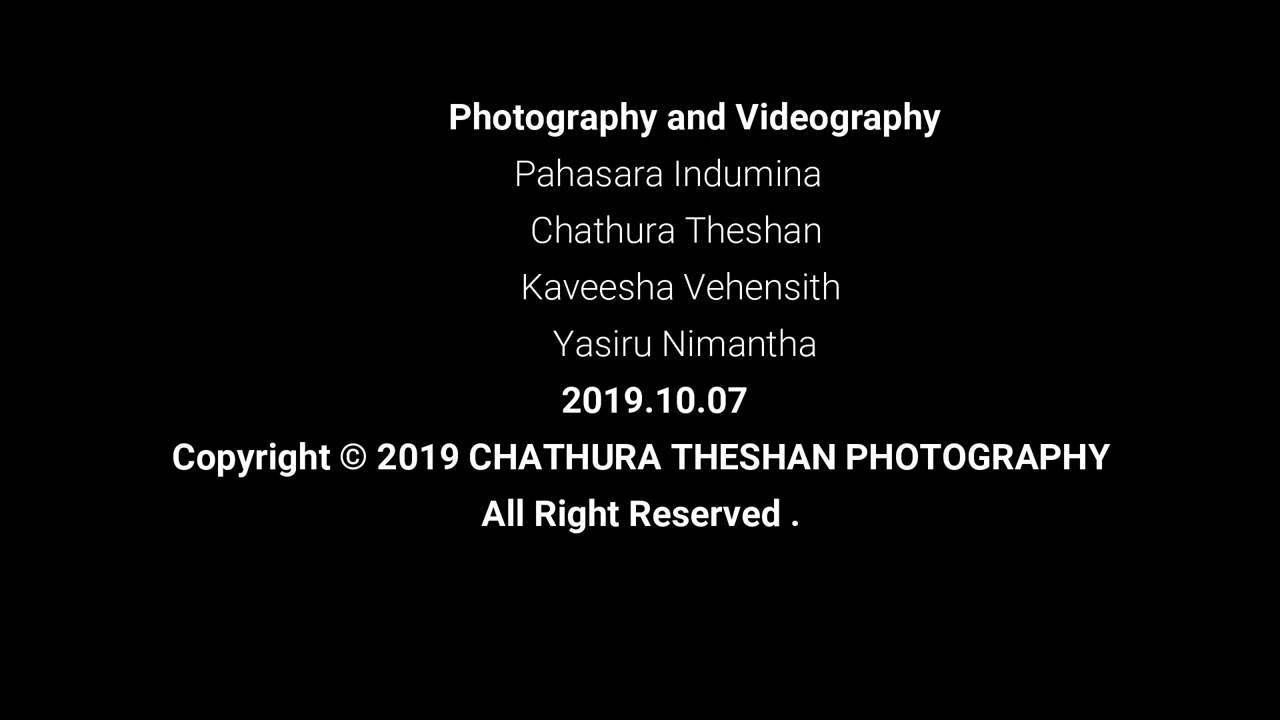 Photography and Videography
Pahasara Indumina
Chathura Theshan
Kaveesha Vehensith
Yasiru Nimantha
2019.10.07
Copyright © 2019 CHATHURA THESHAN PHOTOGRAPHY
All Right Reserved .